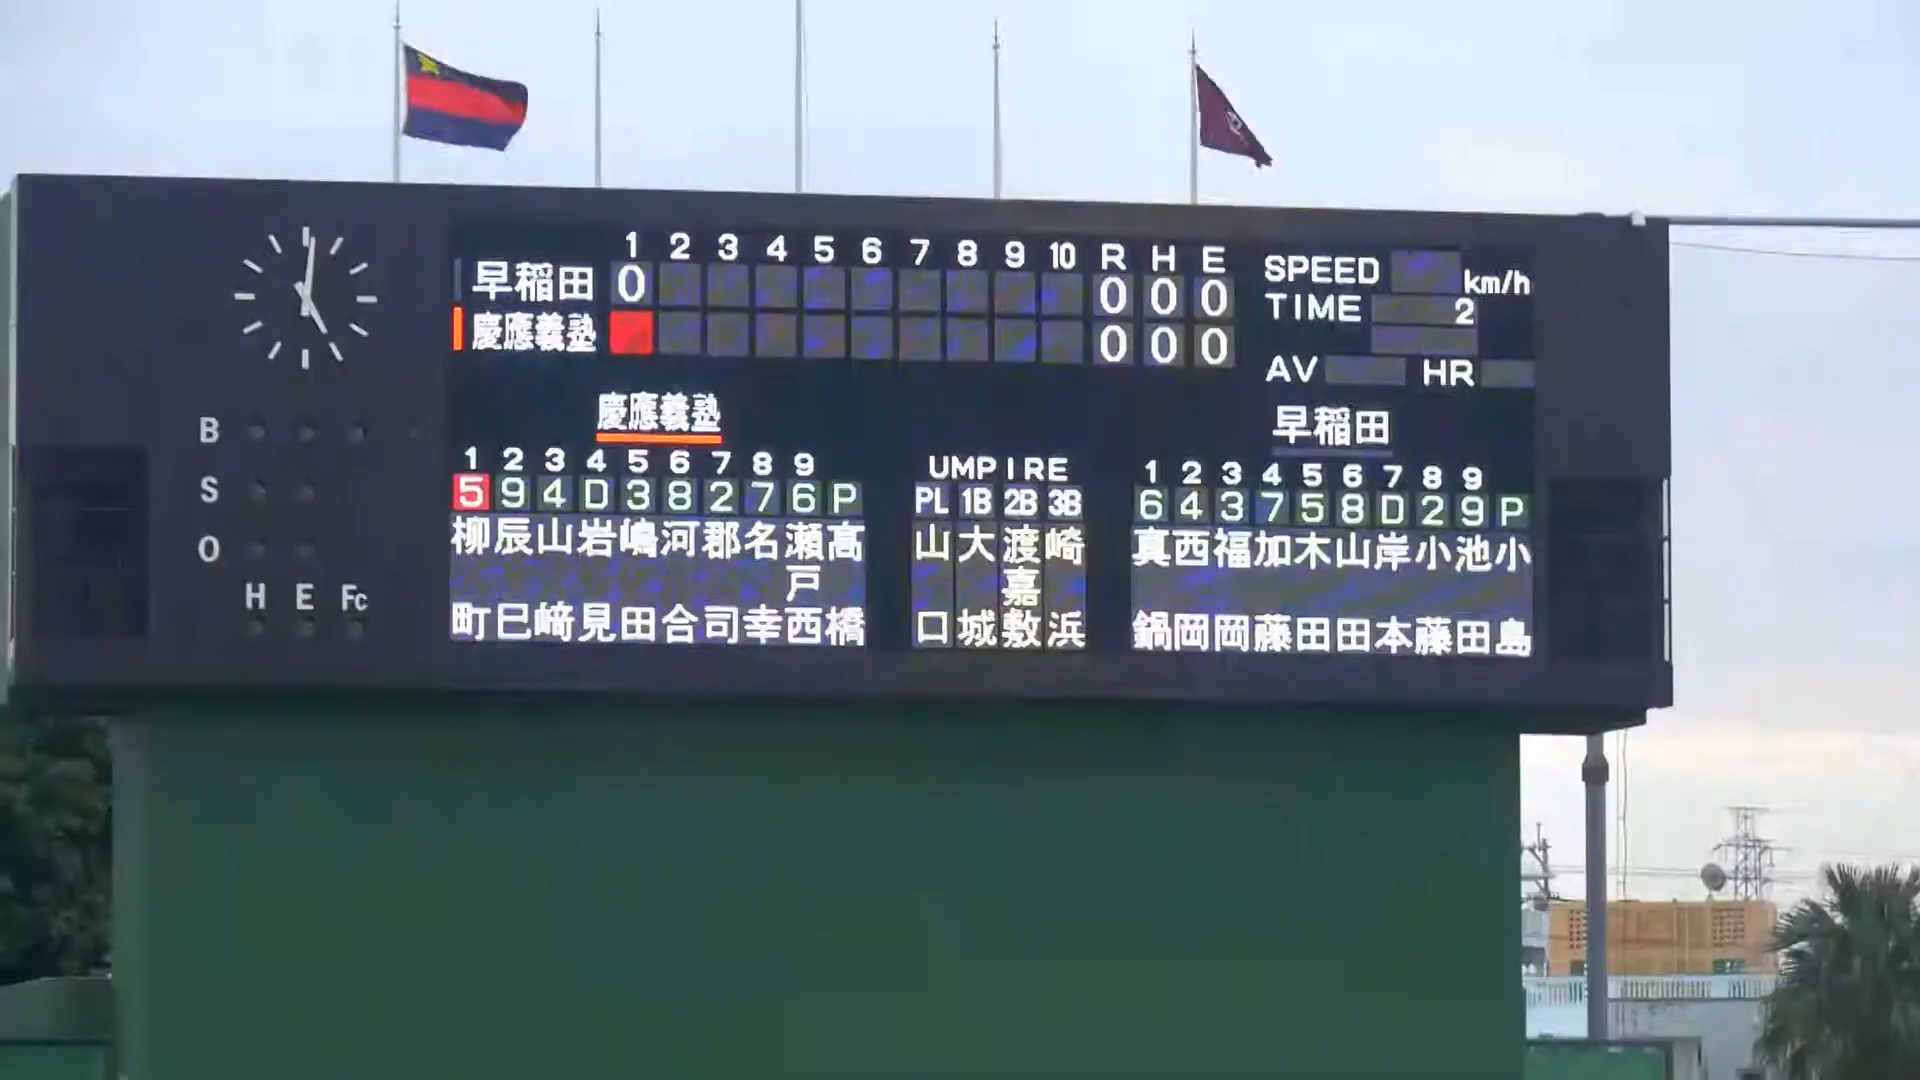 1 2 3 4 5 6 7 8 9 10 R H E
早稲田 0 0 0 0
慶應義塾 0 0 0
SPEED km/h
TIME 2
AV HR
B
S
O
H E Fc
慶應義塾
1 2 3 4 5 6 7 8 9
5 9 4 D 3 8 2 7 6 P
柳町 辰巳 山﨑 岩見 嶋田 河合 郡司 名幸 瀬戸西 髙橋
UMPIRE
PL 1B 2B 3B
山口 大城 渡嘉敷 崎浜
早稲田
1 2 3 4 5 6 7 8 9
6 4 3 7 5 8 D 2 9 P
真鍋 西岡 福岡 加藤 木田 山田 岸本 小藤 池田 小島